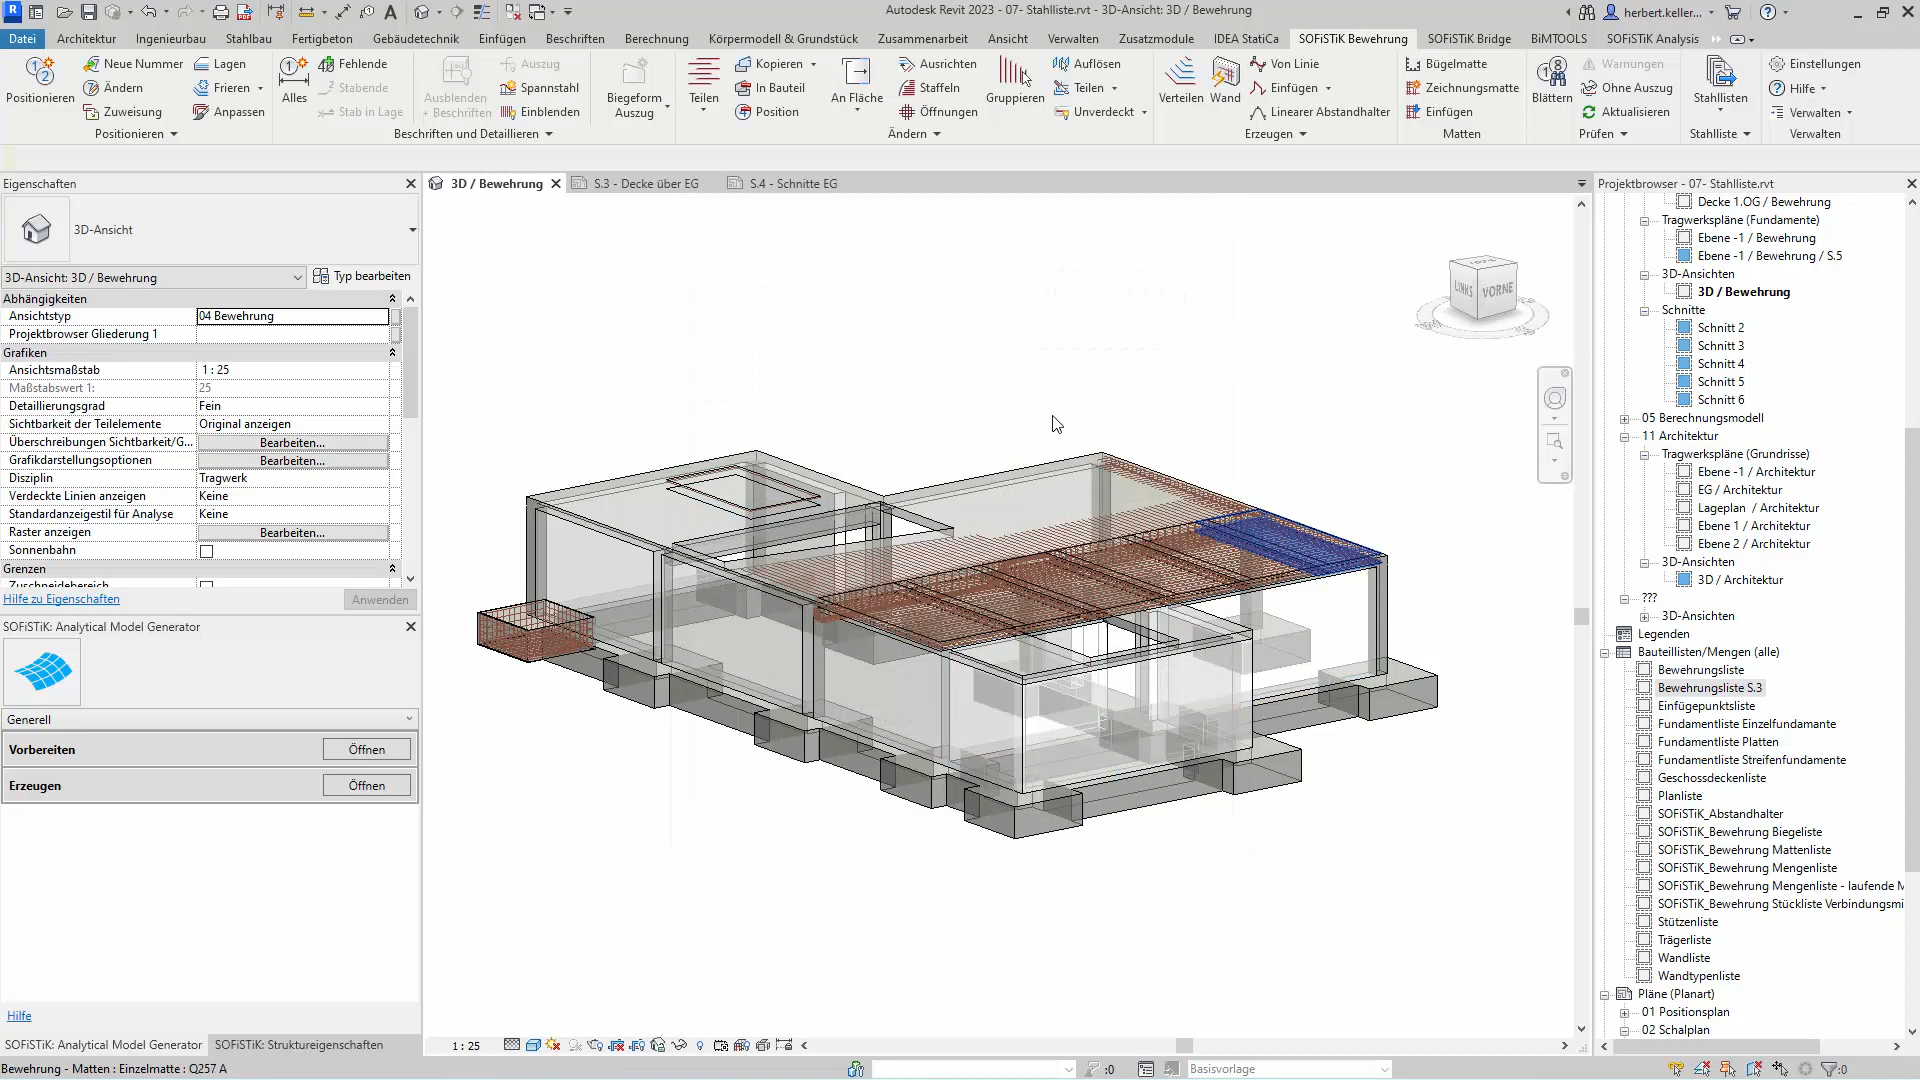 Autodesk Revit 2023 - 07- Stahlliste.rvt - 3D-Ansicht: 3D / Bewehrung
herbert.keller...
Datei Architektur Ingenieurbau Stahlbau Fertigbeton Gebäudetechnik Einfügen Beschriften Berechnung Körpermodell & Grundstück Zusammenarbeit Ansicht Verwalten Zusatzmodule IDEA StatiCa SOFiSTiK Bewehrung SOFiSTiK Bridge BiMTOOLS SOFiSTiK Analysis
Positionieren
Neue Nummer
Ändern
Zuweisung
Lagen
Frieren
Anpassen
Positionieren
Alles
Fehlende
Stabende
Stab in Lage
Ausblenden
+ Beschriften
Auszug
Spannstahl
Einblenden
Biegeform
Auszug
Beschriften und Detaillieren
Teilen
Kopieren
In Bauteil
Position
An Fläche
Ausrichten
Staffeln
Öffnungen
Gruppieren
Auflösen
Teilen
Unverdeckt
Ändern
Verteilen
Wand
Von Linie
Einfügen
Linearer Abstandhalter
Erzeugen
Bügelmatte
Zeichnungsmatte
Einfügen
Matten
Blättern
Warnungen
Ohne Auszug
Aktualisieren
Prüfen
Stahllisten
Stahlliste
Einstellungen
Hilfe
Verwalten
Verwalten
Eigenschaften
3D-Ansicht
3D-Ansicht: 3D / Bewehrung
Typ bearbeiten
Abhängigkeiten
Ansichtstyp 04 Bewehrung
Projektbrowser Gliederung 1
Grafiken
Ansichtsmaßstab 1 : 25
Maßstabswert 1: 25
Detaillierungsgrad Fein
Sichtbarkeit der Teilelemente Original anzeigen
Überschreibungen Sichtbarkeit/G... Bearbeiten...
Grafikdarstellungsoptionen Bearbeiten...
Disziplin Tragwerk
Verdeckte Linien anzeigen Keine
Standardanzeigestil für Analyse Keine
Raster anzeigen Bearbeiten...
Sonnenbahn
Grenzen
Zuschneidebereich
Hilfe zu Eigenschaften
Anwenden
SOFiSTiK: Analytical Model Generator
Generell
Vorbereiten Öffnen
Erzeugen Öffnen
Hilfe
SOFiSTiK: Analytical Model Generator SOFiSTiK: Struktureigenschaften
3D / Bewehrung S.3 - Decke über EG S.4 - Schnitte EG
LINKS VORNE
1 : 25
Projektbrowser - 07- Stahlliste.rvt
Decke 1.OG / Bewehrung
Tragwerkspläne (Fundamente)
Ebene -1 / Bewehrung
Ebene -1 / Bewehrung / S.5
3D-Ansichten
3D / Bewehrung
Schnitte
Schnitt 2
Schnitt 3
Schnitt 4
Schnitt 5
Schnitt 6
05 Berechnungsmodell
11 Architektur
Tragwerkspläne (Grundrisse)
Ebene -1 / Architektur
EG / Architektur
Lageplan / Architektur
Ebene 1 / Architektur
Ebene 2 / Architektur
3D-Ansichten
3D / Architektur
???
3D-Ansichten
Legenden
Bauteillisten/Mengen (alle)
Bewehrungsliste
Bewehrungsliste S.3
Einfügepunktsliste
Fundamentliste Einzelfundamante
Fundamentliste Platten
Fundamentliste Streifenfundamente
Geschossdeckenliste
Planliste
SOFiSTiK_Abstandhalter
SOFiSTiK_Bewehrung Biegeliste
SOFiSTiK_Bewehrung Mattenliste
SOFiSTiK_Bewehrung Mengenliste
SOFiSTiK_Bewehrung Mengenliste - laufende M
SOFiSTiK_Bewehrung Stückliste Verbindungsmi
Stützenliste
Trägerliste
Wandliste
Wandtypenliste
Pläne (Planart)
01 Positionsplan
02 Schalplan
Bewehrung - Matten : Einzelmatte : Q257 A
:0
Basisvorlage
:0